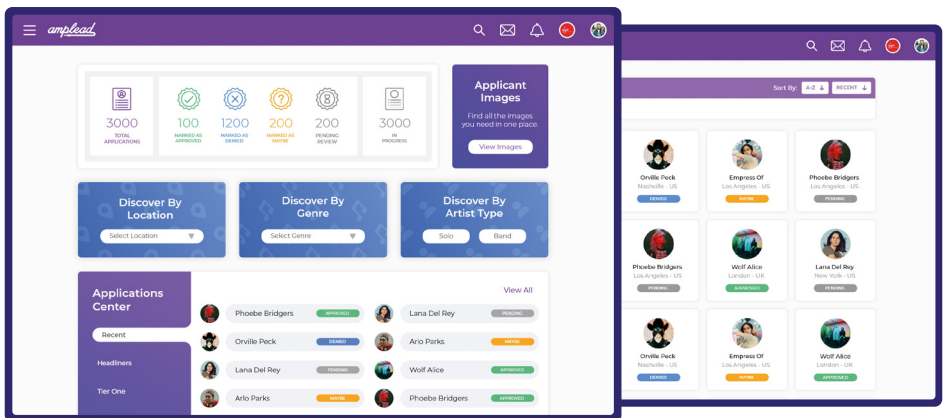 amplead
3000
TOTAL
APPLICATIONS
100
MARKED AS
APPROVED
1200
MARKED AS
DENIED
200
MARKED AS
MAYBE
200
PENDING
REVIEW
3000
IN
PROGRESS
Applicant
Images
Find all the images
you need in one place.
View Images
Discover By
Location
Select Location
Discover By
Genre
Select Genre
Discover By
Artist Type
Solo
Band
Applications
Center
Recent
Headliners
Tier One
View All
Phoebe Bridgers APPROVED
Lana Del Rey PENDING
Orville Peck DENIED
Arlo Parks MAYBE
Lana Del Rey PENDING
Wolf Alice APPROVED
Arlo Parks MAYBE
Phoebe Bridgers APPROVED
Sort By: A-Z RECENT
Orville Peck
Nashville - US
DENIED
Empress Of
Los Angeles - US
MAYBE
Phoebe Bridgers
Los Angeles - US
PENDING
Phoebe Bridgers
Los Angeles - US
PENDING
Wolf Alice
London - UK
APPROVED
Lana Del Rey
New York - US
PENDING
Orville Peck
Nashville - US
DENIED
Empress Of
Los Angeles - US
MAYBE
Wolf Alice
London - UK
APPROVED